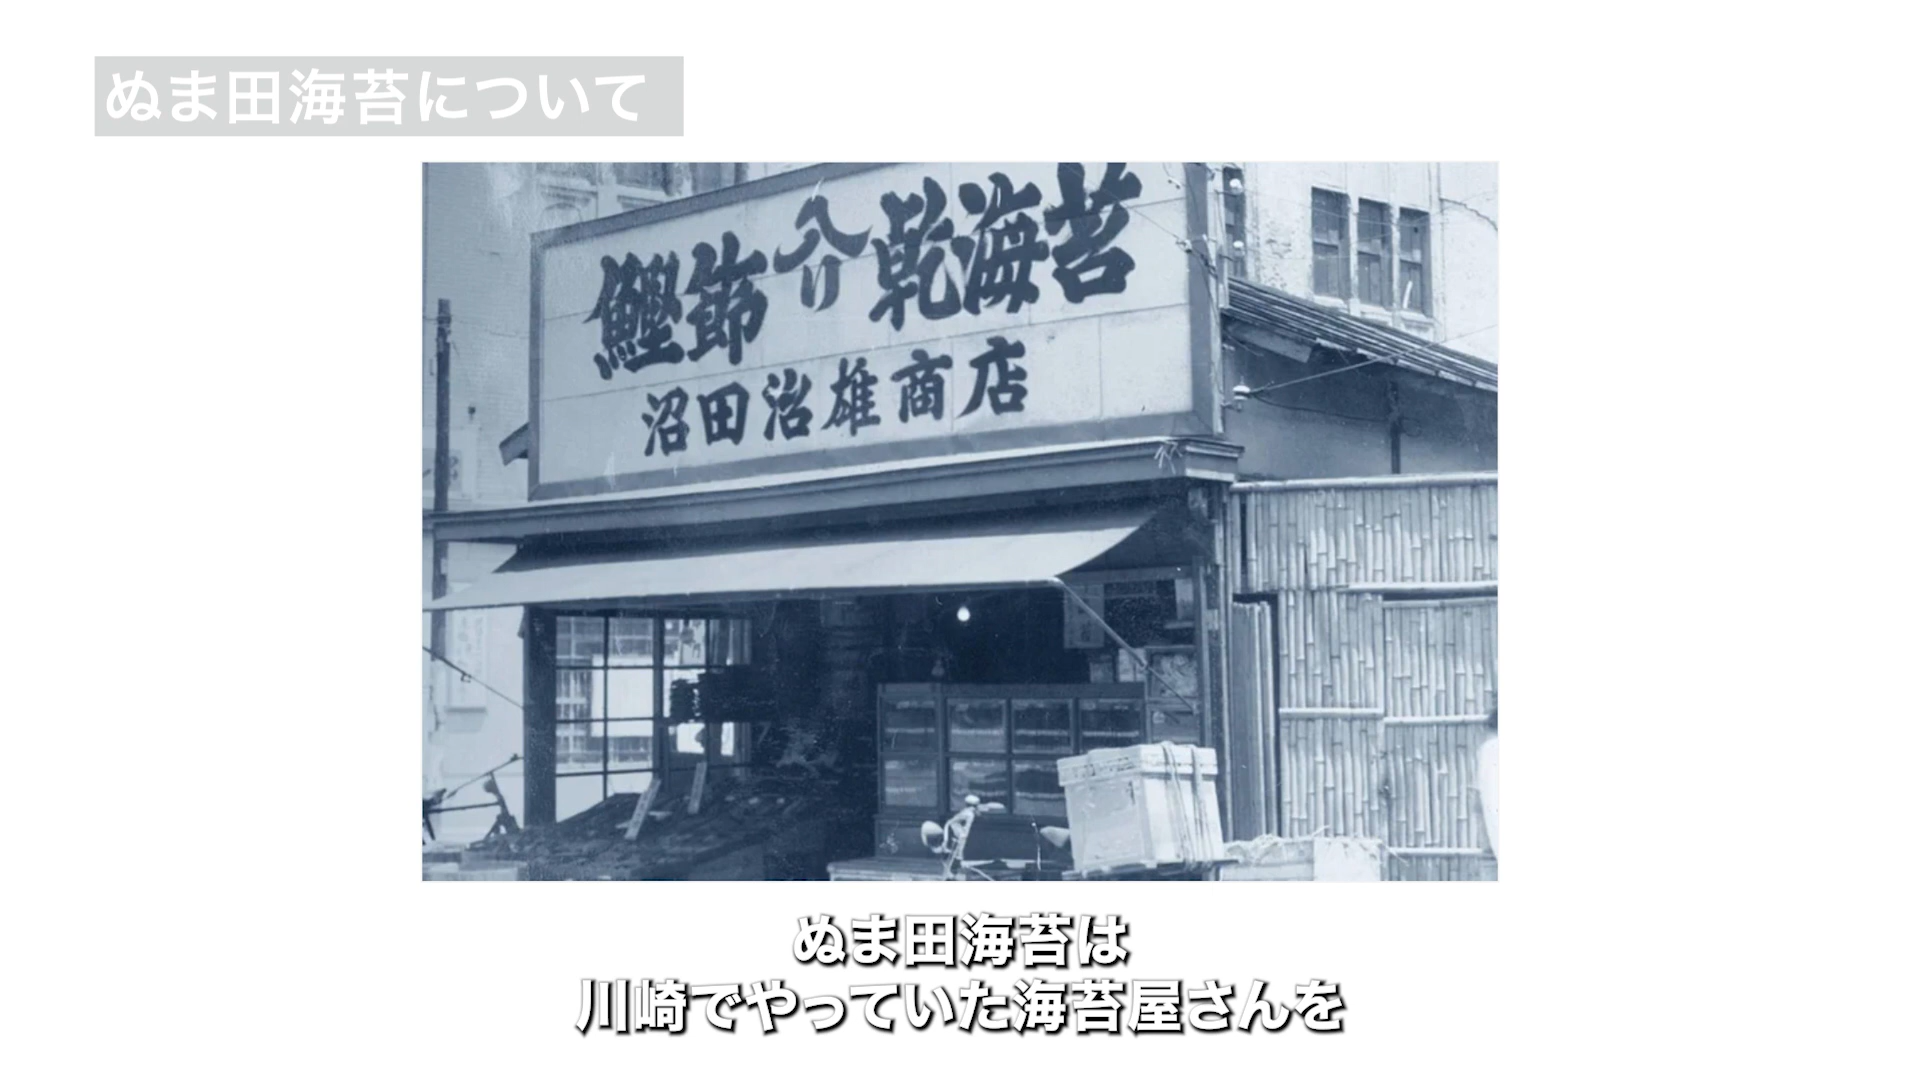 ぬま田海苔について
鰹節 八け 乾海苔
沼田治雄商店
ぬま田海苔は
川崎でやっていた海苔屋さんを